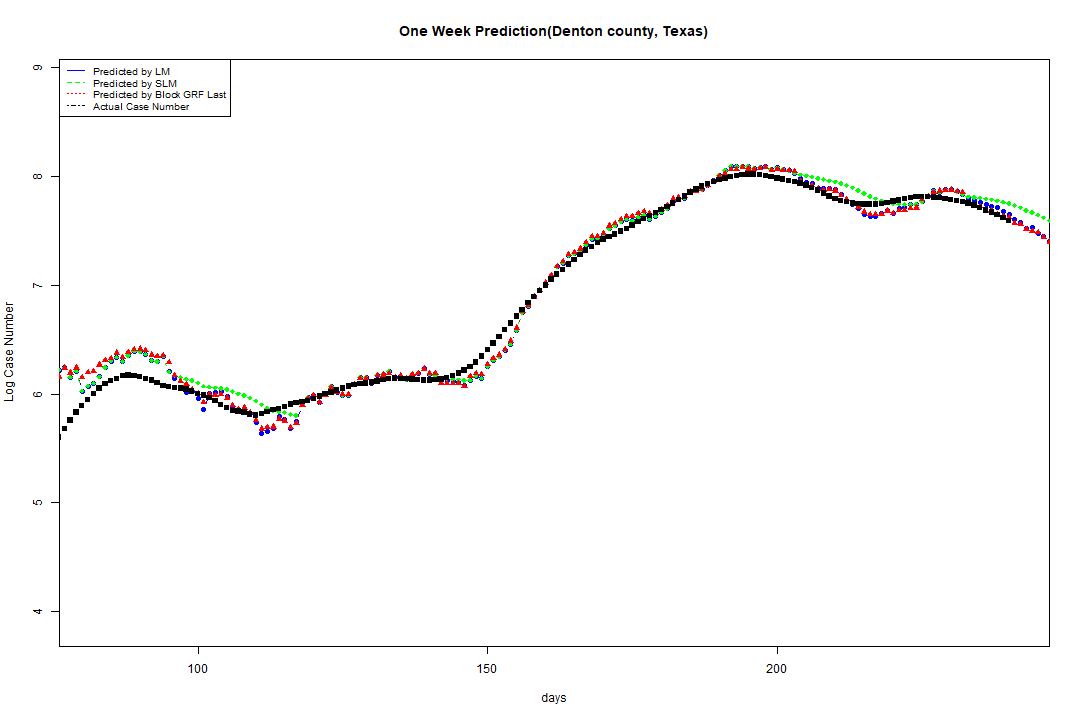 One Week Prediction(Denton county, Texas)
Predicted by LM
Predicted by SLM
Predicted by Block GRF Last
Actual Case Number
9
8
7
6
5
4
Log Case Number
100 150 200
days